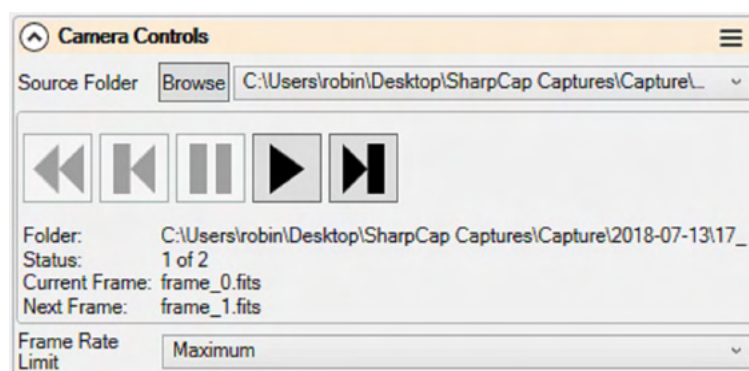 Camera Controls
Source Folder Browse C:\Users\robin\Desktop\SharpCap Captures\Capture\...
Folder: C:\Users\robin\Desktop\SharpCap Captures\Capture\2018-07-13\17_
Status: 1 of 2
Current Frame: frame_0.fits
Next Frame: frame_1.fits
Frame Rate
Limit Maximum